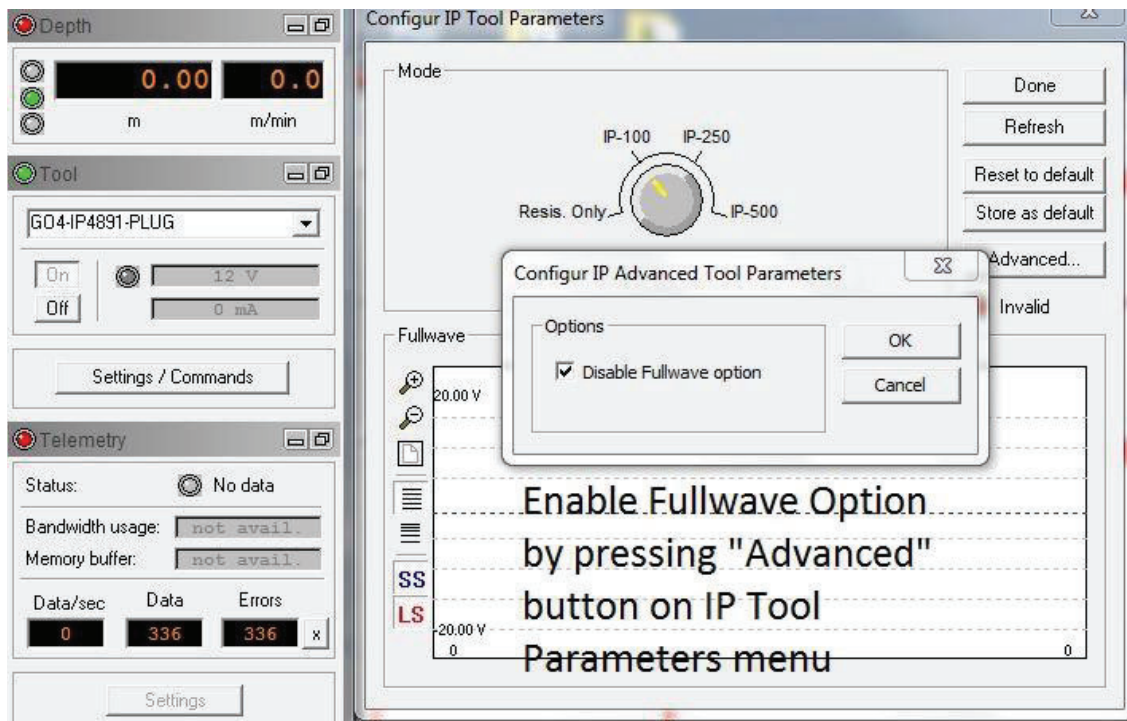 Depth
0.00
0.0
m
m/min
Tool
GO4-IP4891-PLUG
On
12 V
Off
0 mA
Settings / Commands
Telemetry
Status:
No data
Bandwidth usage:
not avail.
Memory buffer:
not avail.
Data/sec
Data
Errors
0
336
336
x
Settings
Configur IP Tool Parameters
Mode
IP-100
IP-250
Resis. Only
IP-500
Done
Refresh
Reset to default
Store as default
Advanced...
Invalid
Configur IP Advanced Tool Parameters
Options
Disable Fullwave option
OK
Cancel
Fullwave
20.00 V
SS
LS
-20.00 V
0
0
Enable Fullwave Option
by pressing "Advanced"
button on IP Tool
Parameters menu